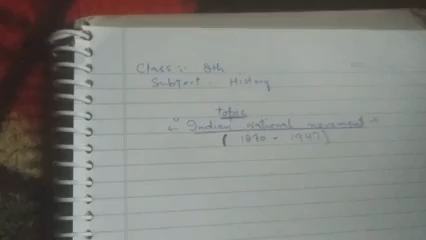 Class :- 8th
Subject : History
topic
" Indian national movement "
( 1870 - 1947)